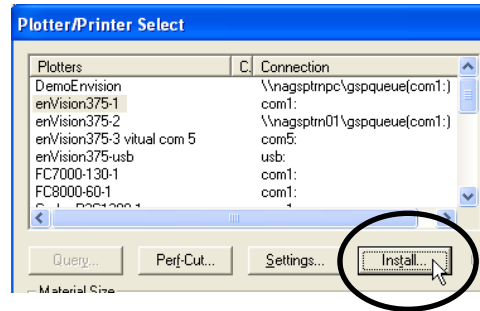 Plotter/Printer Select
Plotters C. Connection
DemoEnvision \\nagsptrnpc\gspqueue(com1:)
enVision375-1 com1:
enVision375-2 \\nagsptrn01\gspqueue(com1:)
enVision375-3 vitual com 5 com5:
enVision375-usb usb:
FC7000-130-1 com1:
FC8000-60-1 com1:
Query... Perf-Cut... Settings... Install...
Material Size